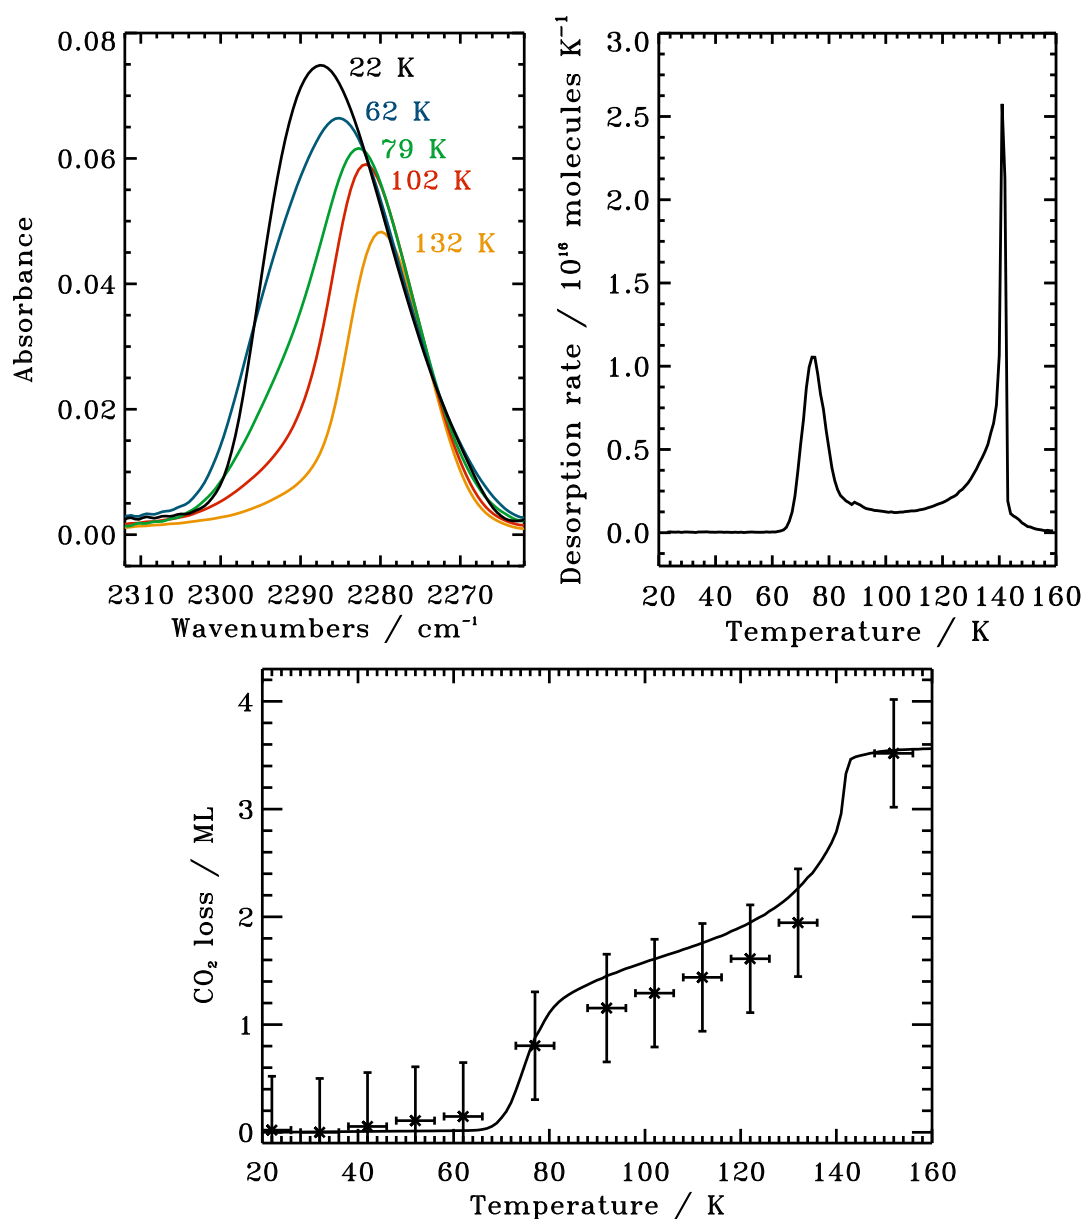 0.08
0.06
0.04
0.02
0.00
Absorbance
22 K
62 K
79 K
102 K
132 K
2310 2300 2290 2280 2270
Wavenumbers / cm⁻¹
3.0
2.5
2.0
1.5
1.0
0.5
0.0
Desorption rate / 10¹⁶ molecules K⁻¹
20 40 60 80 100 120 140 160
Temperature / K
4
3
2
1
0
CO₂ loss / ML
20 40 60 80 100 120 140 160
Temperature / K